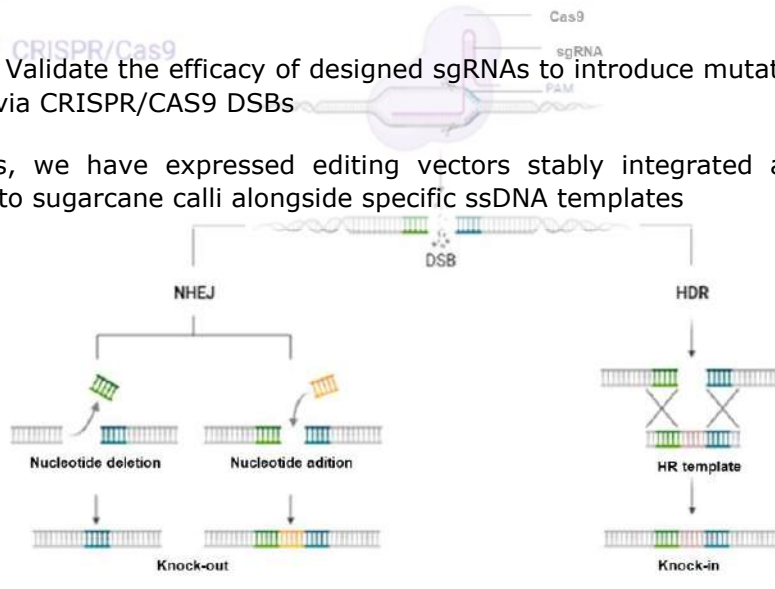 Cas9
CRISPR/Cas9
sgRNA
Validate the efficacy of designed sgRNAs to introduce mutat
PAM
via CRISPR/CAS9 DSBs
s, we have expressed editing vectors stably integrated a
to sugarcane calli alongside specific ssDNA templates
DSB
NHEJ
HDR
Nucleotide deletion
Nucleotide adition
HR template
Knock-out
Knock-in